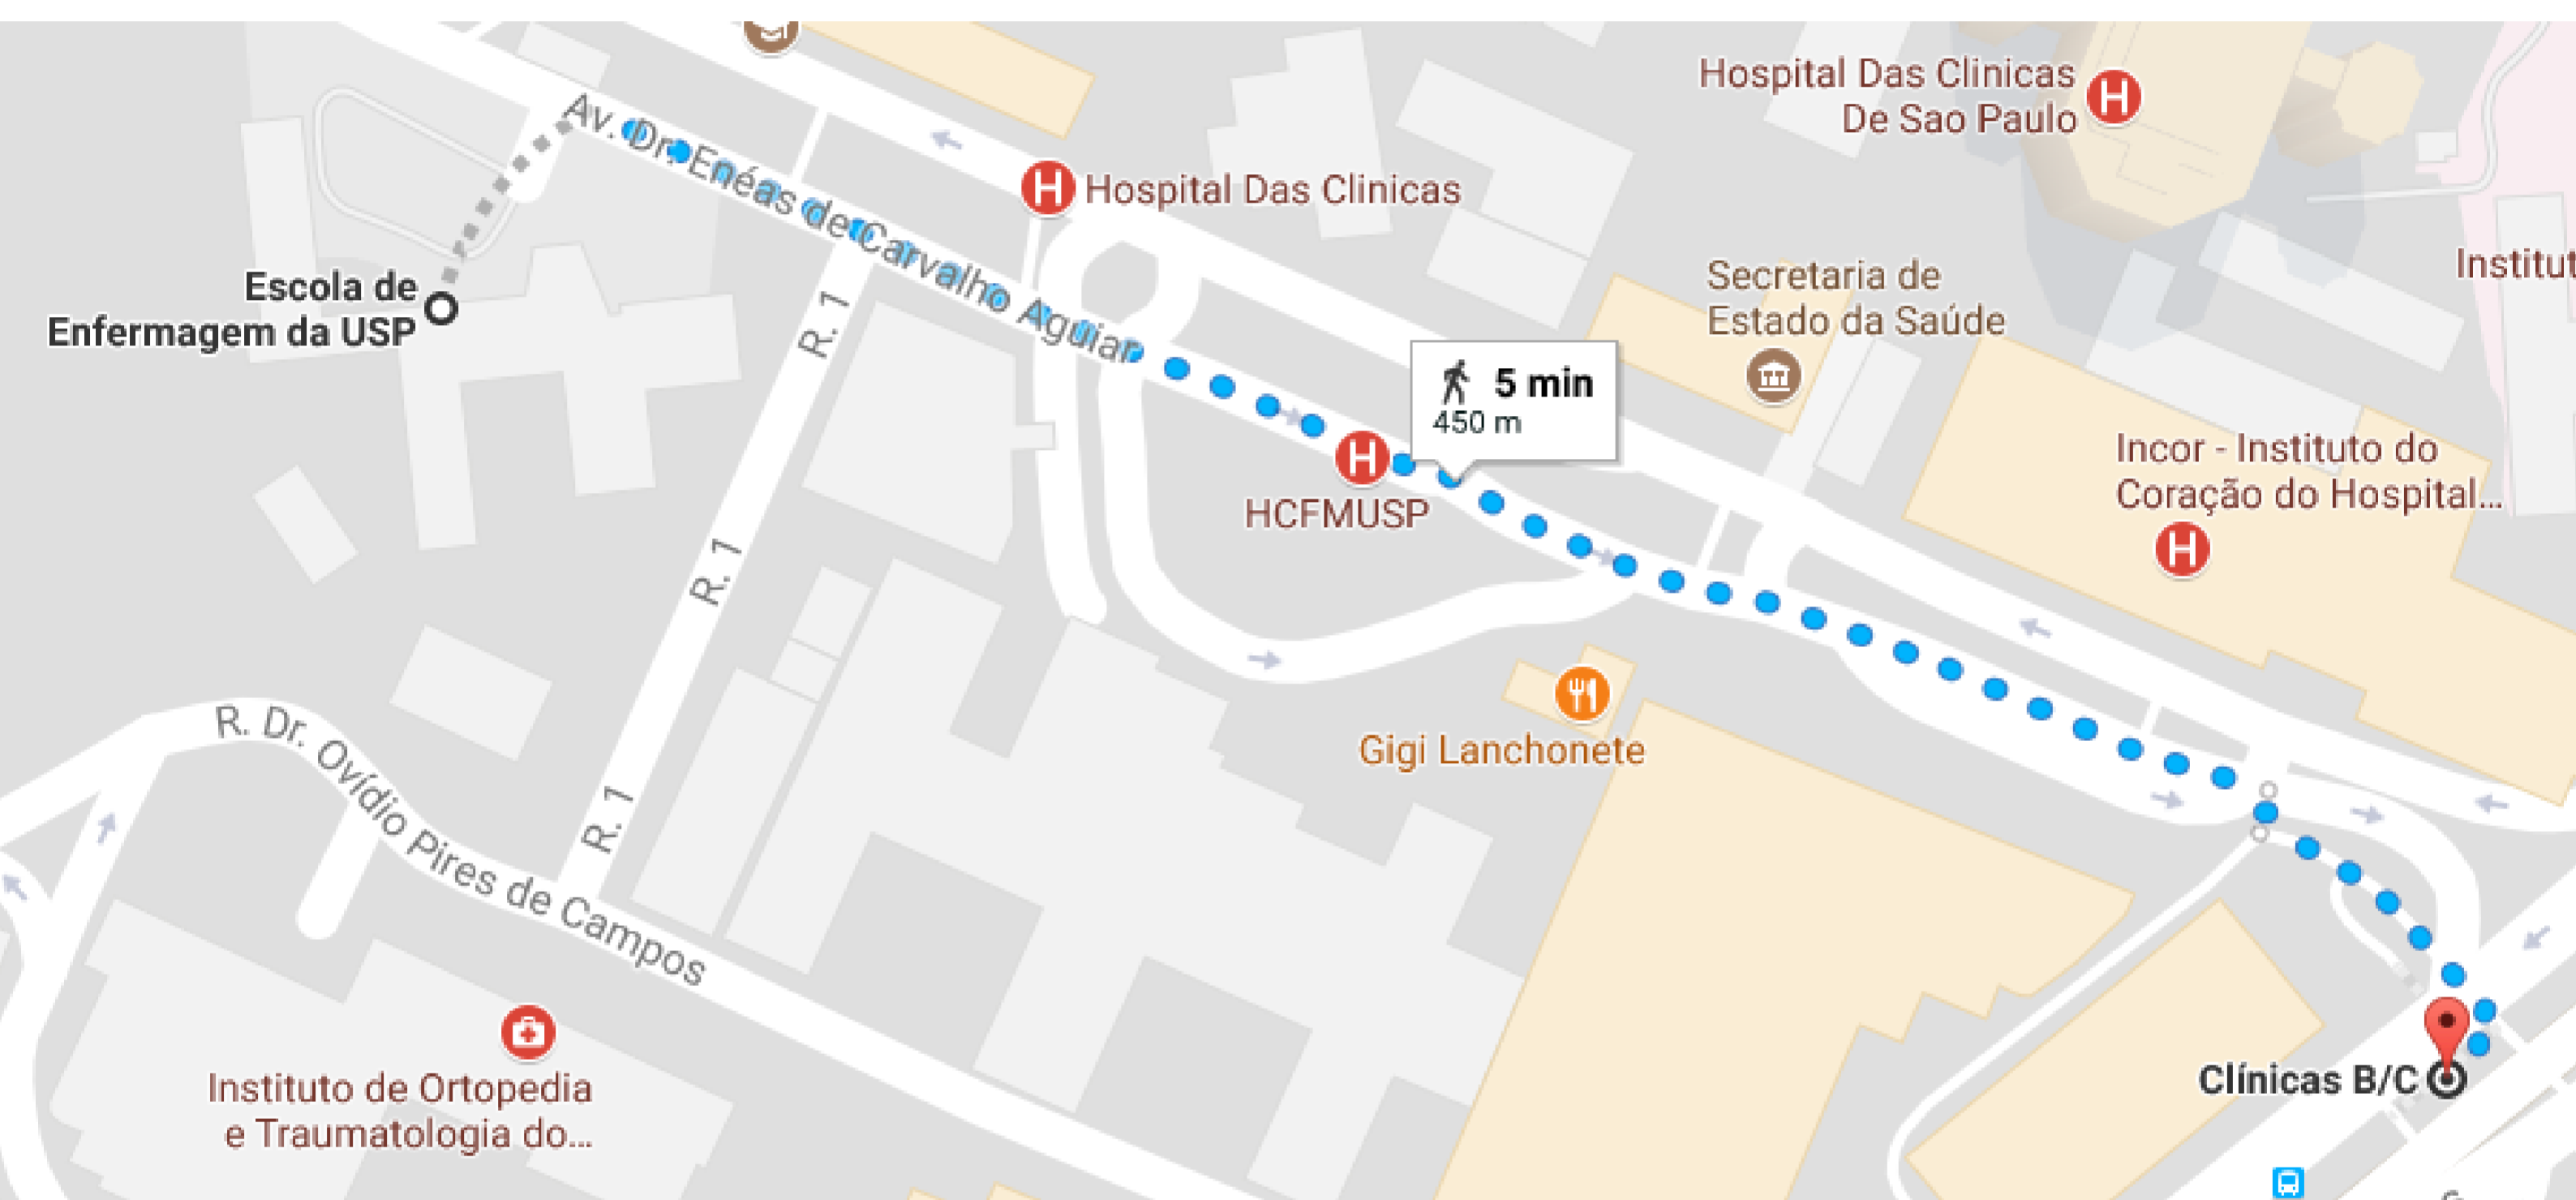 Hospital Das Clinicas
De Sao Paulo
Av. Dr. Enéas de Carvalho Aguiar
Hospital Das Clinicas
Institut
Escola de
Enfermagem da USP
Secretaria de
Estado da Saúde
R. 1
5 min
450 m
Incor - Instituto do
Coração do Hospital...
HCFMUSP
R. 1
R. Dr. Ovídio Pires de Campos
Gigi Lanchonete
R. 1
Instituto de Ortopedia
e Traumatologia do...
Clínicas B/C